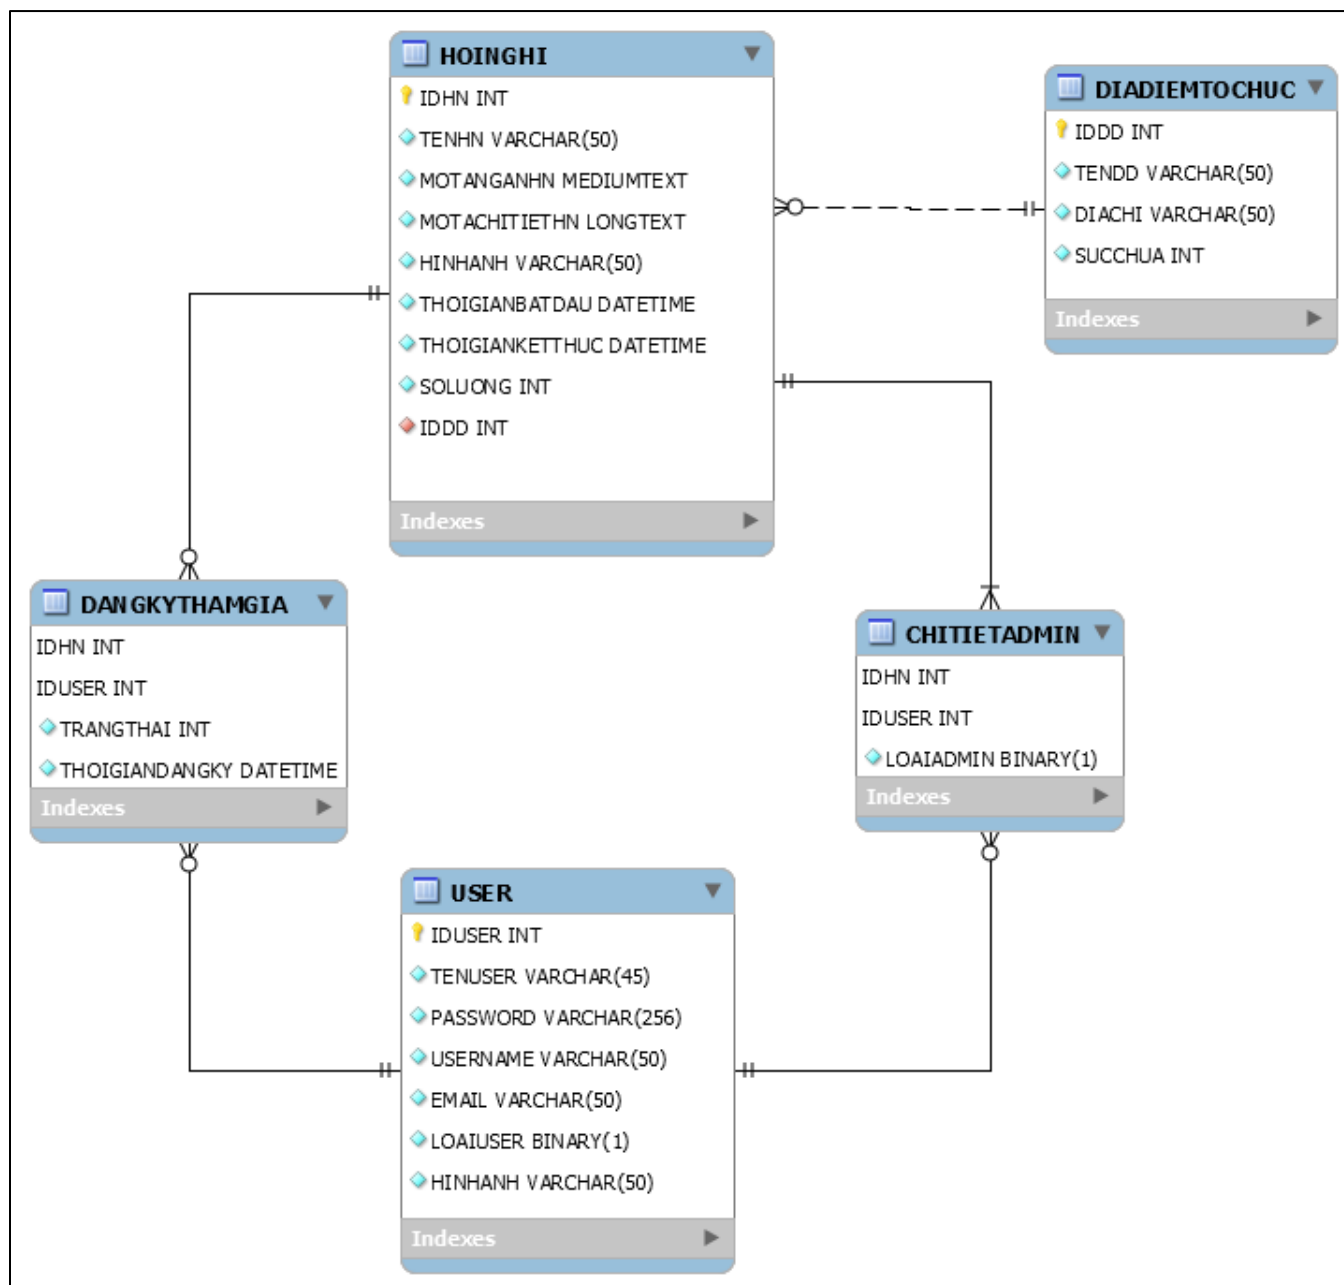 HOINGHI
IDHN INT
TENHN VARCHAR(50)
MOTANGANHN MEDIUMTEXT
MOTACHITIETHN LONGTEXT
HINHANH VARCHAR(50)
THOIGIANBATDAU DATETIME
THOIGIANKETTHUC DATETIME
SOLUONG INT
IDDD INT
Indexes
DIADIEMTOCHUC
IDDD INT
TENDD VARCHAR(50)
DIACHI VARCHAR(50)
SUCCHUA INT
Indexes
DANGKYTHAMGIA
IDHN INT
IDUSER INT
TRANGTHAI INT
THOIGIANDANGKY DATETIME
Indexes
CHITIETADMIN
IDHN INT
IDUSER INT
LOAIADMIN BINARY(1)
Indexes
USER
IDUSER INT
TENUSER VARCHAR(45)
PASSWORD VARCHAR(256)
USERNAME VARCHAR(50)
EMAIL VARCHAR(50)
LOAIUSER BINARY(1)
HINHANH VARCHAR(50)
Indexes